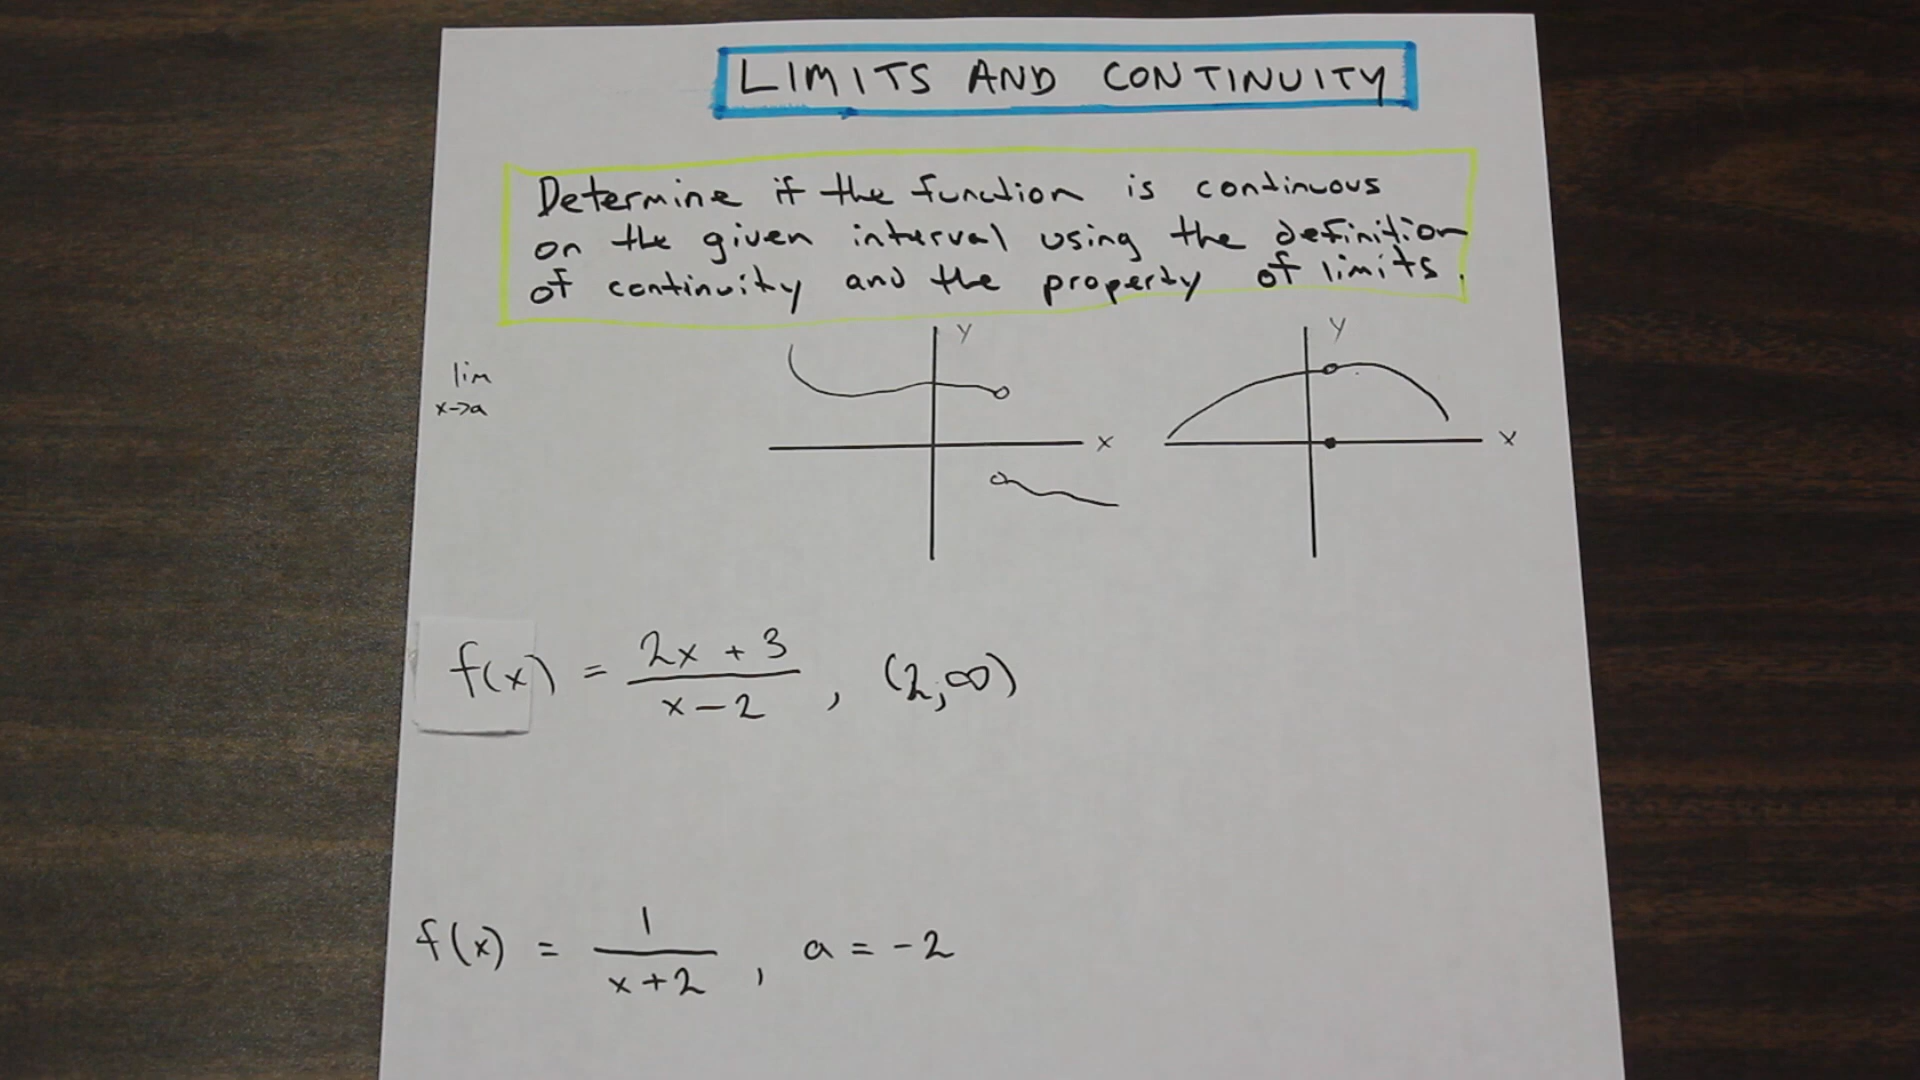 LIMITS AND CONTINUITY
Determine if the function is continuous
on the given interval using the definition
of continuity and the property of limits.
lim
x->a
y
x
y
x
f(x) = 2x + 3 / x - 2 , (2,∞)
f(x) = 1 / x + 2 , a = -2